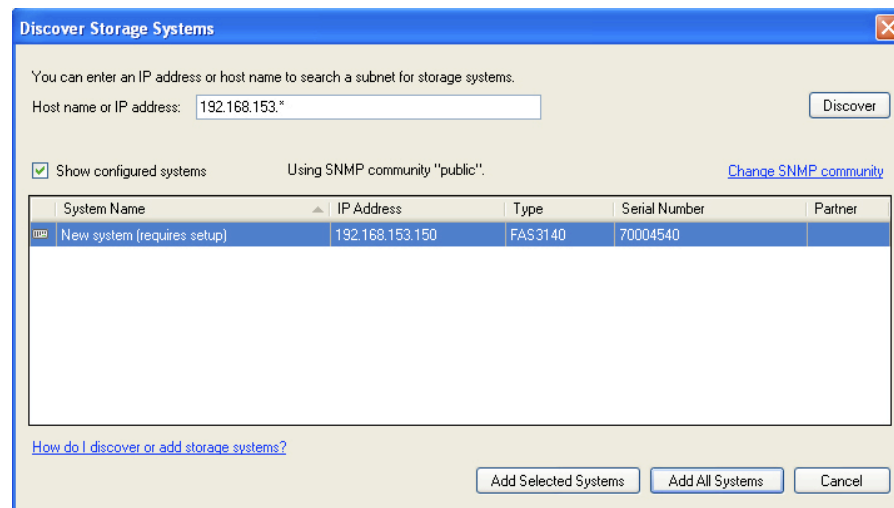 Discover Storage Systems
You can enter an IP address or host name to search a subnet for storage systems.
Host name or IP address: 192.168.153.* Discover
Show configured systems Using SNMP community "public". Change SNMP community
System Name IP Address Type Serial Number Partner
New system (requires setup) 192.168.153.150 FAS3140 70004540
How do I discover or add storage systems?
Add Selected Systems Add All Systems Cancel